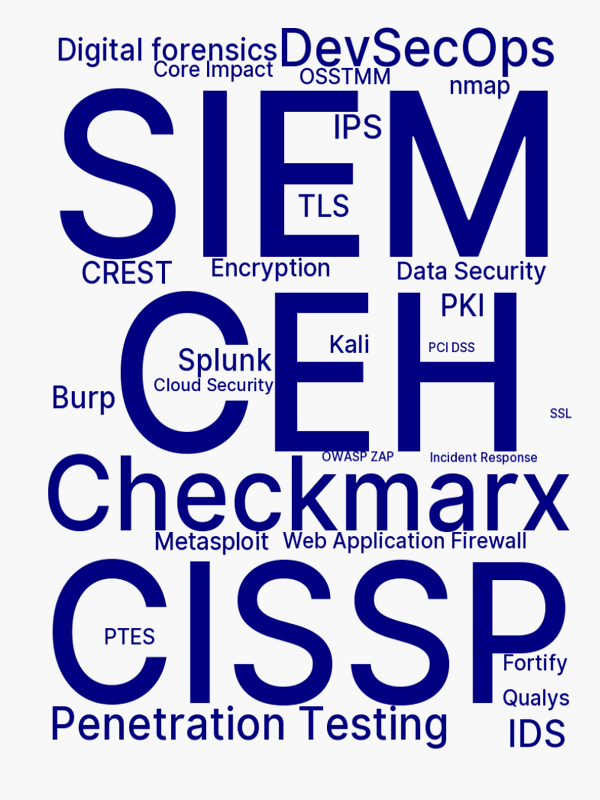 Digital forensics
DevSecOps
Core Impact
OSSTMM
nmap
SIEM
IPS
TLS
CREST
Encryption
Data Security
CEH
PKI
Kali
PCI DSS
Splunk
Cloud Security
Burp
SSL
OWASP ZAP
Incident Response
Checkmarx
Metasploit
Web Application Firewall
CISSP
PTES
Fortify
Qualys
Penetration Testing
IDS